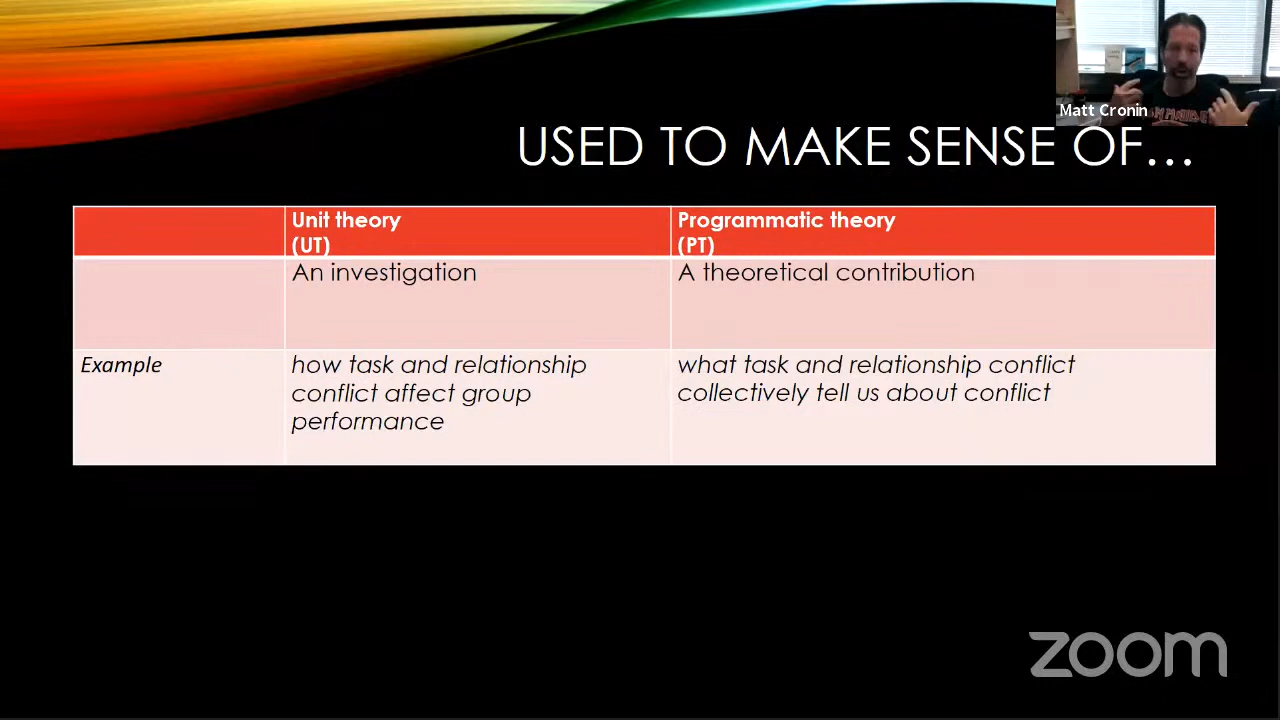 Matt Cronin
USED TO MAKE SENSE OF...
Unit theory
(UT)
Programmatic theory
(PT)
An investigation
A theoretical contribution
Example
how task and relationship
conflict affect group
performance
what task and relationship conflict
collectively tell us about conflict
zoom